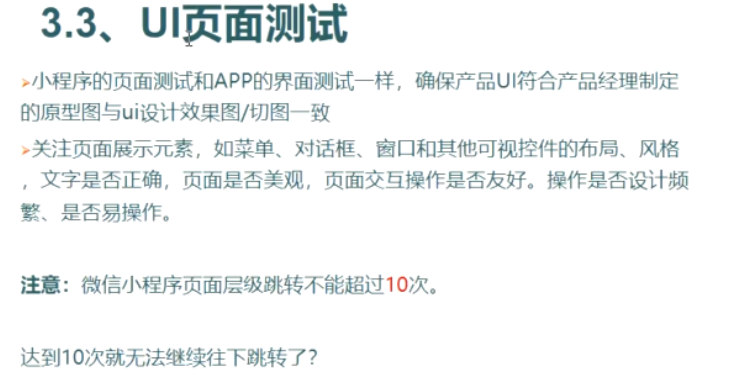 3.3、UI页面测试
➢小程序的页面测试和APP的界面测试一样，确保产品UI符合产品经理制定
的原型图与ui设计效果图/切图一致
➢关注页面展示元素，如菜单、对话框、窗口和其他可视控件的布局、风格
，文字是否正确，页面是否美观，页面交互操作是否友好。操作是否设计频
繁、是否易操作。
注意：微信小程序页面层级跳转不能超过10次。
达到10次就无法继续往下跳转了？